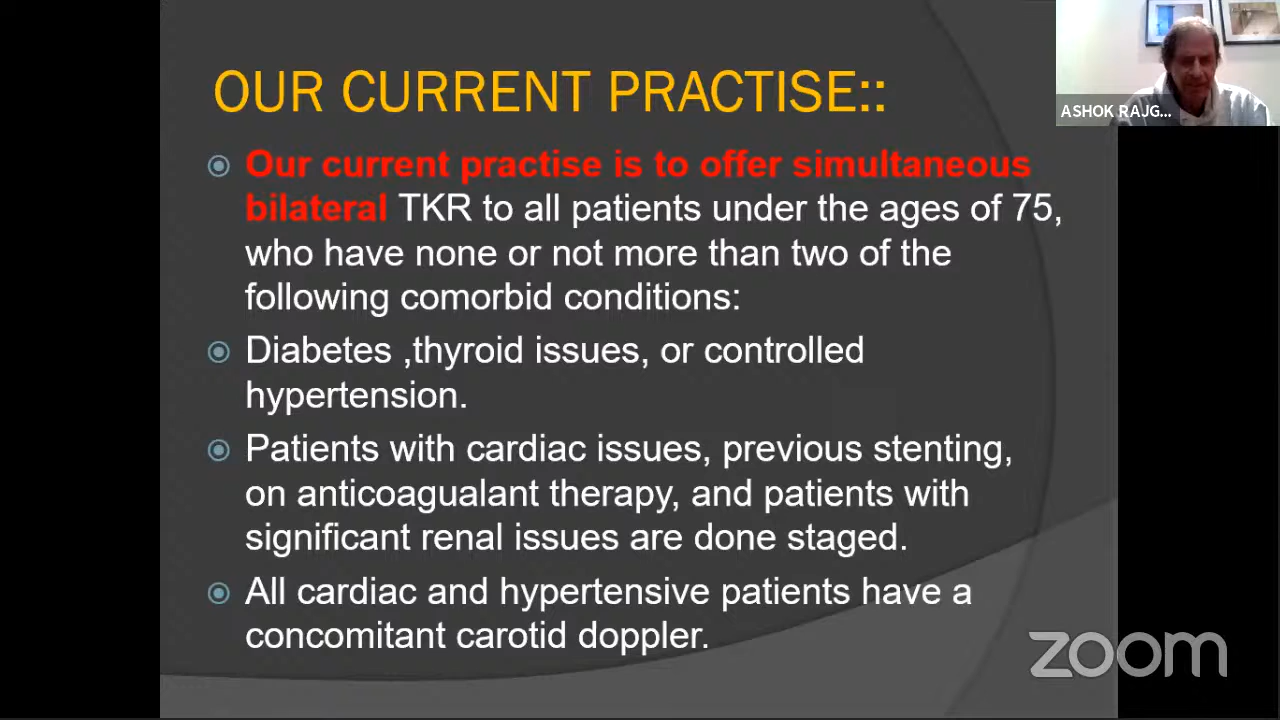 OUR CURRENT PRACTISE::
Our current practise is to offer simultaneous
bilateral TKR to all patients under the ages of 75,
who have none or not more than two of the
following comorbid conditions:
Diabetes ,thyroid issues, or controlled
hypertension.
Patients with cardiac issues, previous stenting,
on anticoagualant therapy, and patients with
significant renal issues are done staged.
All cardiac and hypertensive patients have a
concomitant carotid doppler.
ASHOK RAJG...
zoom